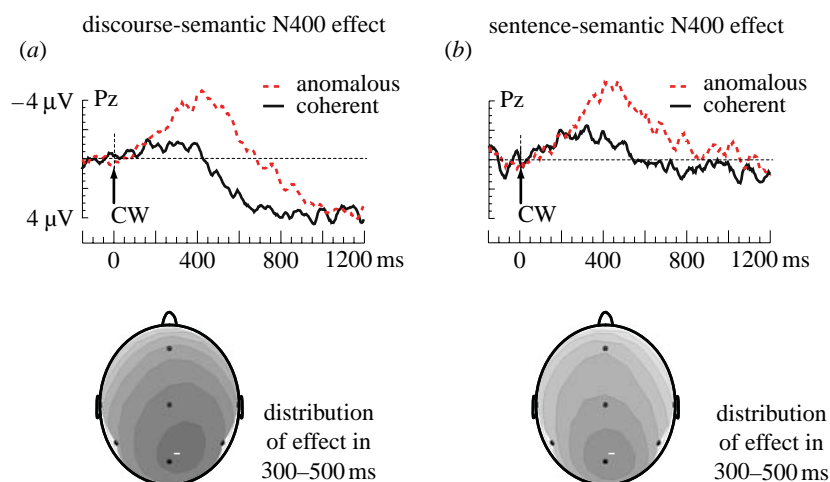 discourse-semantic N400 effect
(a)
−4 μV
Pz
anomalous
coherent
4 μV
CW
0 400 800 1200 ms
distribution
of effect in
300–500 ms
sentence-semantic N400 effect
(b)
Pz
anomalous
coherent
CW
0 400 800 1200 ms
distribution
of effect in
300–500 ms